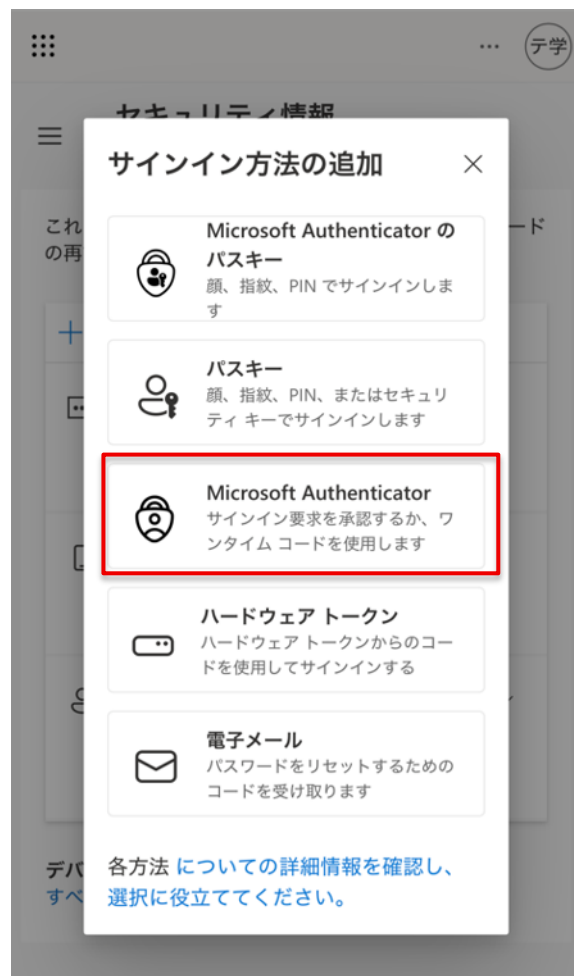 テ学
セキュリティ情報
サインイン方法の追加
これ
ード
の再
Microsoft Authenticator の
パスキー
顔、指紋、PIN でサインインしま
す
パスキー
顔、指紋、PIN、またはセキュリ
ティ キーでサインインします
Microsoft Authenticator
サインイン要求を承認するか、ワ
ンタイム コードを使用します
ハードウェア トークン
ハードウェア トークンからのコー
ドを使用してサインインする
電子メール
パスワードをリセットするための
コードを受け取ります
デバ
すべ
各方法 についての詳細情報を確認し、
選択に役立ててください。